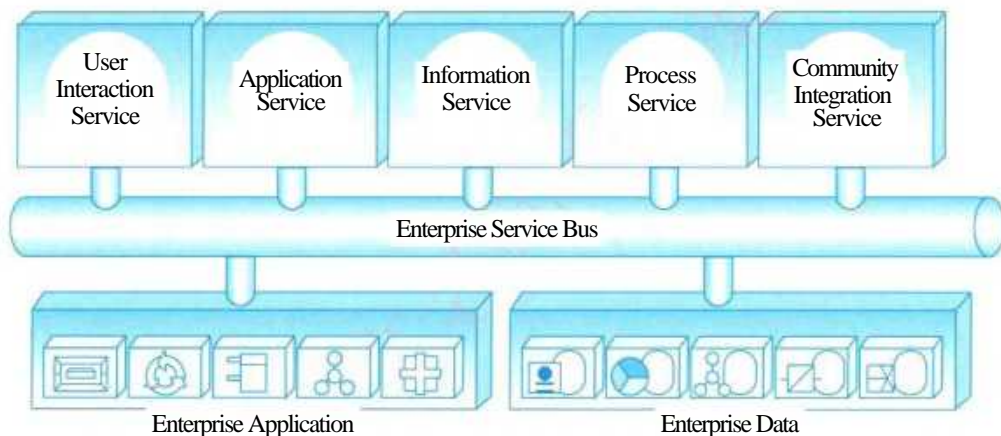 User
Interaction
Service
Application
Service
Information
Service
Process
Service
Community
Integration
Service
Enterprise Service Bus
Enterprise Application
Enterprise Data